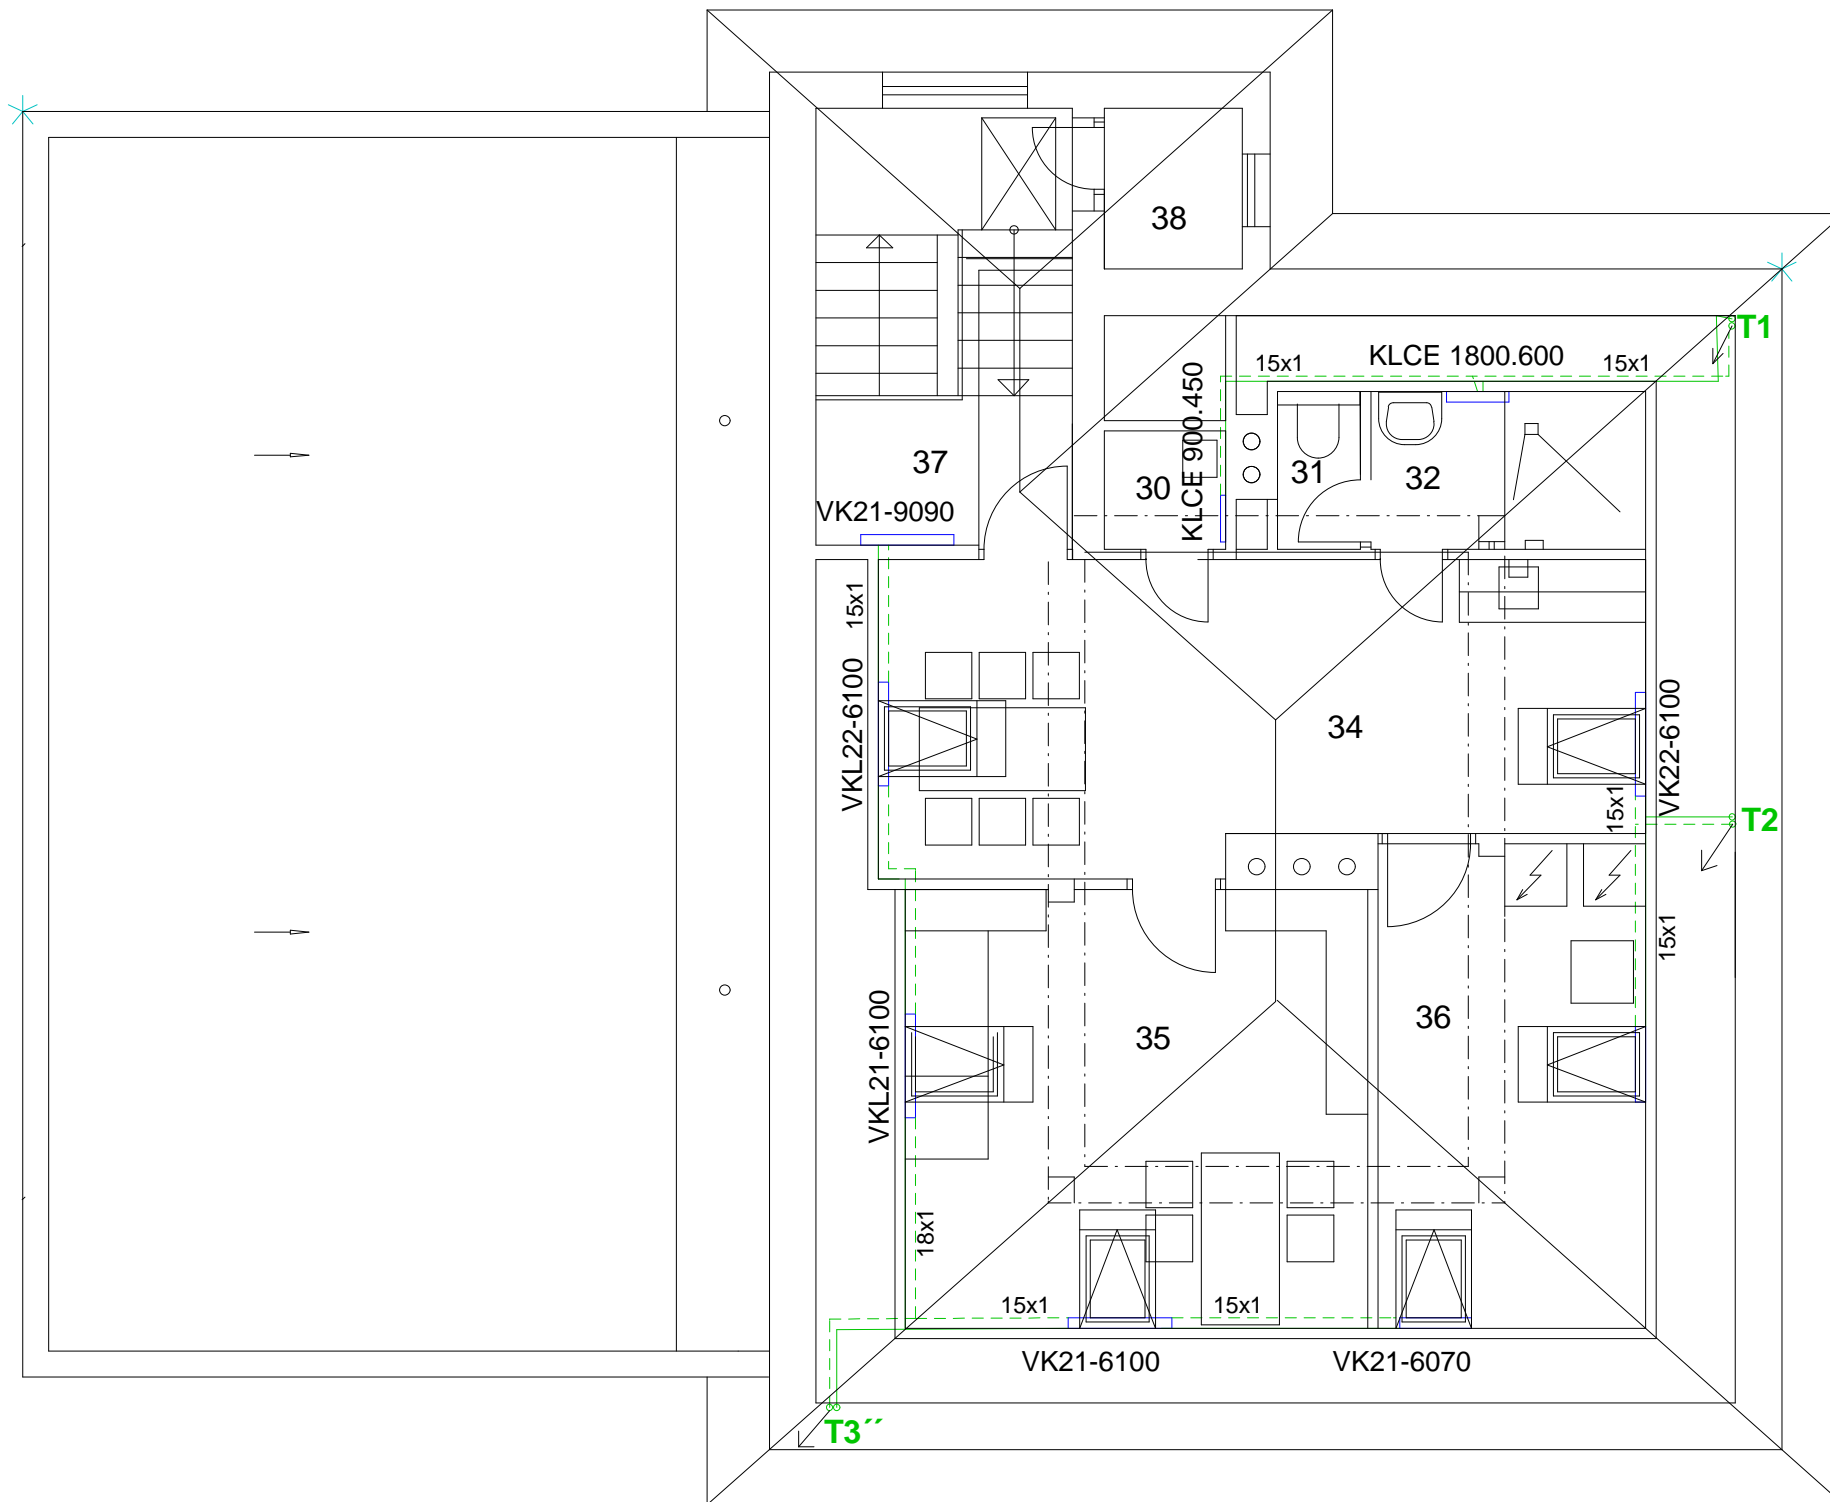 38
T1
KLCE 1800.600
15x1
15x1
KLCE 900.450
37
30
31
32
VK21-9090
15x1
VKL22-6100
34
VK22-6100
15x1
T2
15x1
VKL21-6100
35
36
18x1
15x1
15x1
VK21-6100
VK21-6070
T3´´